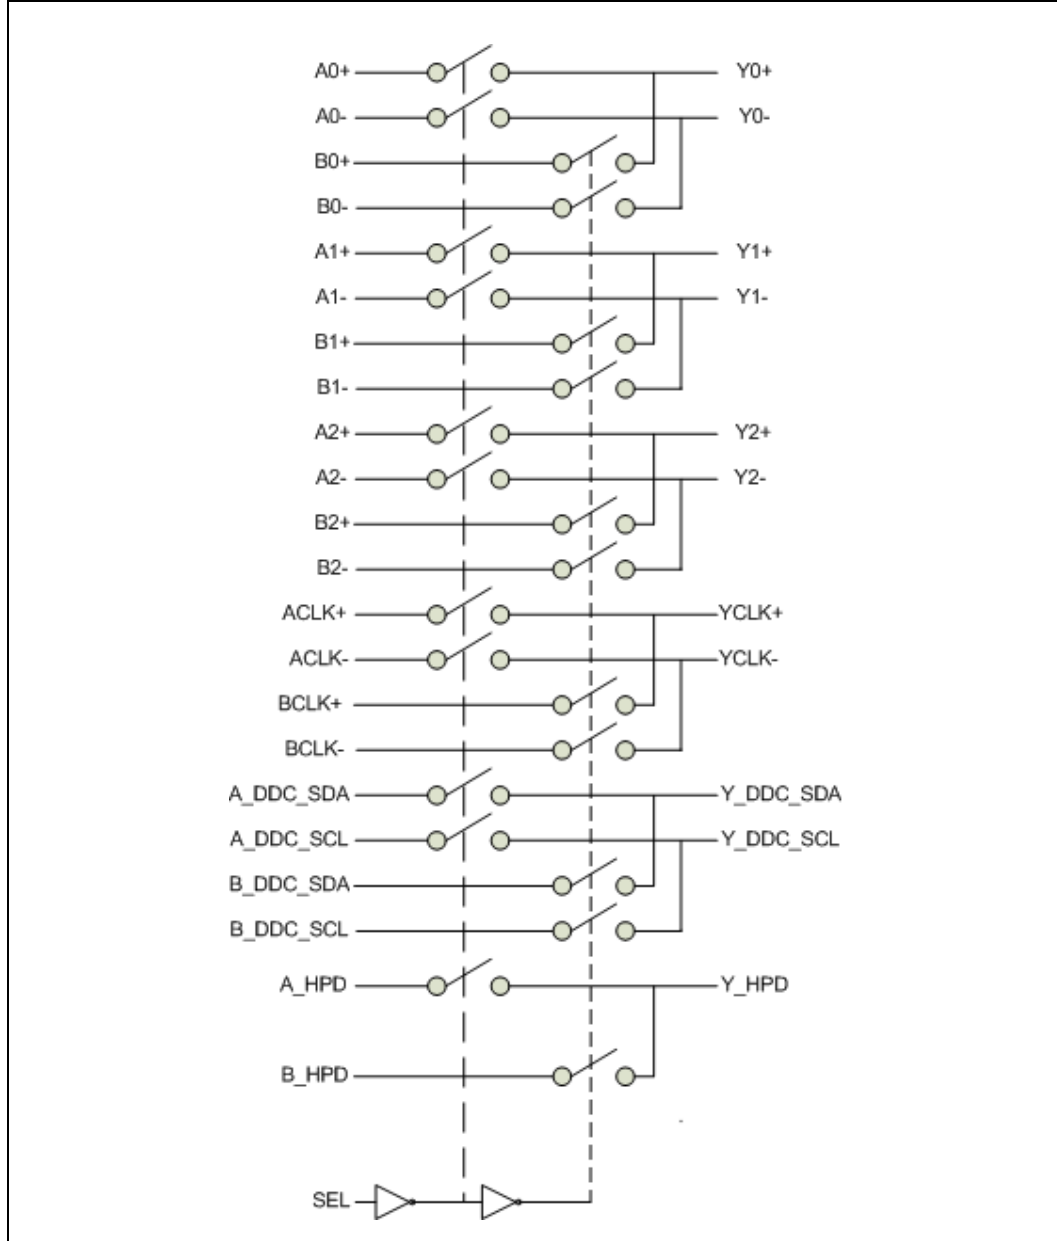 A0+ Y0+
A0- Y0-
B0+
B0-
A1+ Y1+
A1- Y1-
B1+
B1-
A2+ Y2+
A2- Y2-
B2+
B2-
ACLK+ YCLK+
ACLK- YCLK-
BCLK+
BCLK-
A_DDC_SDA Y_DDC_SDA
A_DDC_SCL Y_DDC_SCL
B_DDC_SDA
B_DDC_SCL
A_HPD Y_HPD
B_HPD
SEL